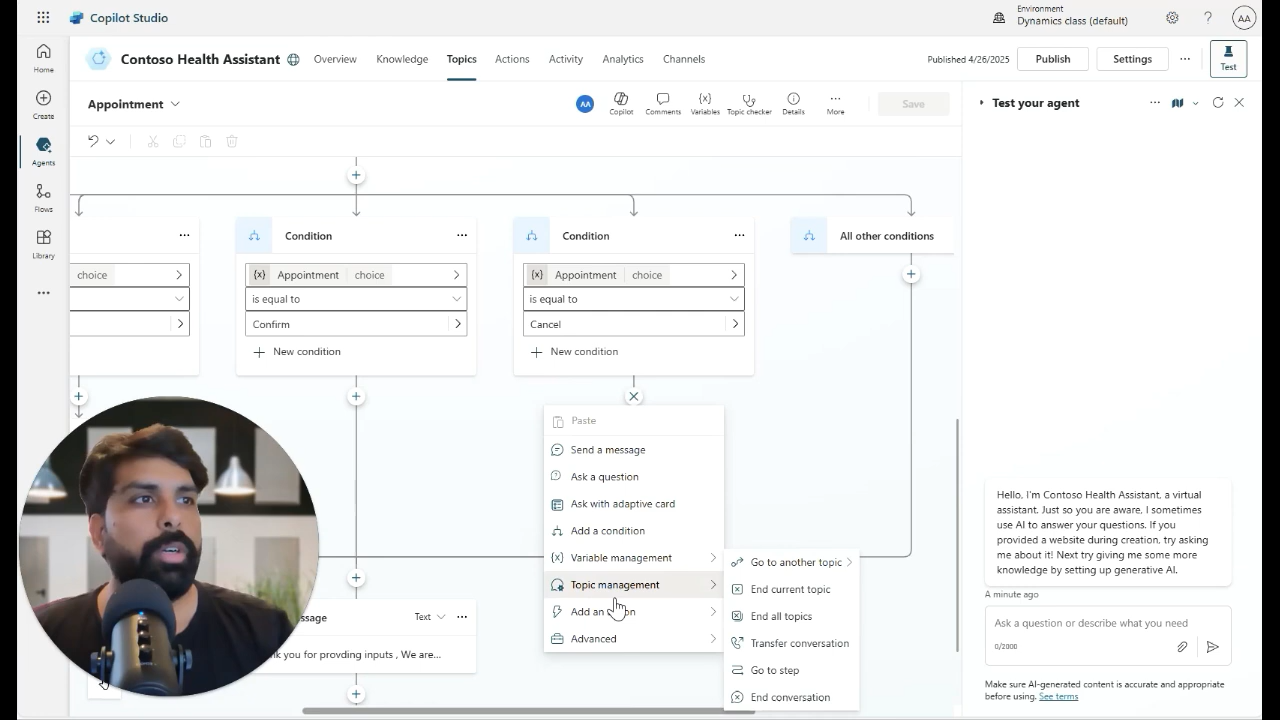 Copilot Studio
Environment
Dynamics class (default)
AA
Home
Create
Agents
Flows
Library
Contoso Health Assistant
Overview
Knowledge
Topics
Actions
Activity
Analytics
Channels
Published 4/26/2025
Publish
Settings
Test
Appointment
AA
Copilot
Comments
Variables
Topic checker
Details
More
Save
choice
Condition
{x} Appointment choice
is equal to
Confirm
New condition
Condition
{x} Appointment choice
is equal to
Cancel
New condition
All other conditions
Paste
Send a message
Ask a question
Ask with adaptive card
Add a condition
Variable management
Topic management
Advanced
Go to another topic
End current topic
End all topics
Transfer conversation
Go to step
End conversation
Text
you for provding inputs , We are...
Test your agent
Hello, I'm Contoso Health Assistant, a virtual
assistant. Just so you are aware, I sometimes
use AI to answer your questions. If you
provided a website during creation, try asking
me about it! Next try giving me some more
knowledge by setting up generative AI.
A minute ago
Ask a question or describe what you need
0/2000
Make sure AI-generated content is accurate and appropriate
before using. See terms